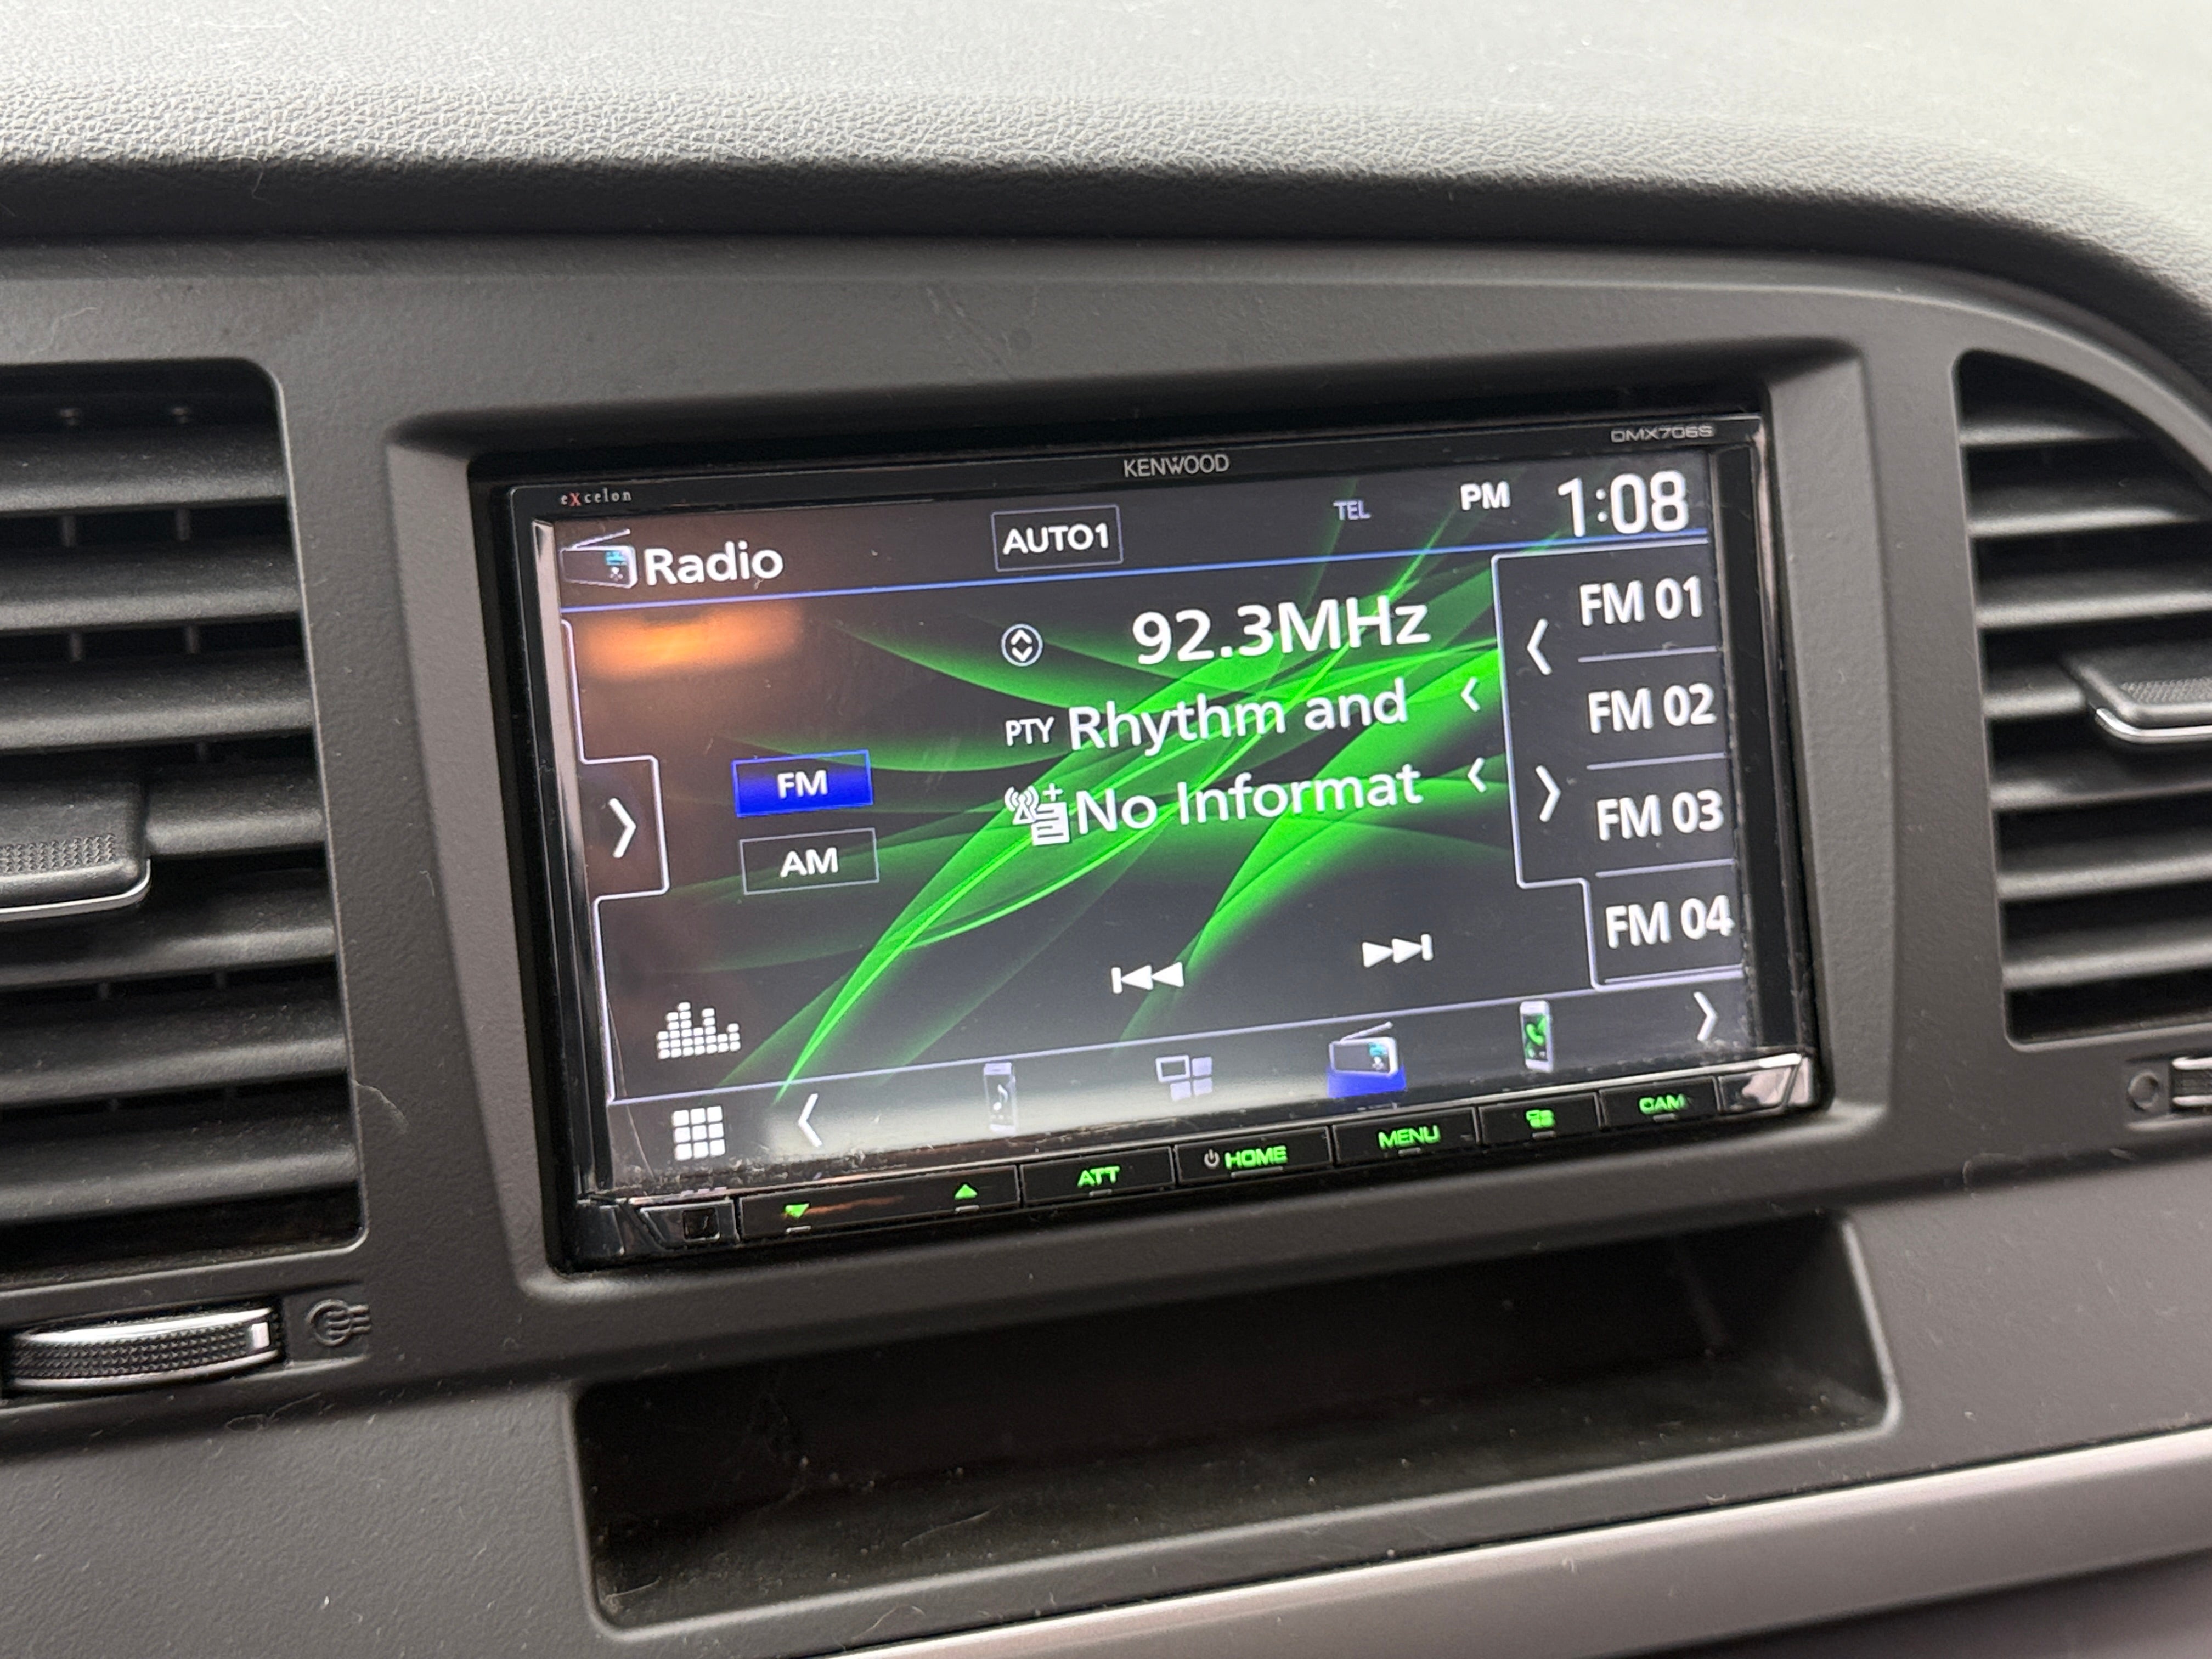 KENWOOD
DMX706S
eXcelon
Radio
AUTO1
TEL
PM 1:08
92.3MHz
PTY Rhythm and
No Informat
FM
AM
FM 01
FM 02
FM 03
FM 04
ATT
HOME
MENU
CAM